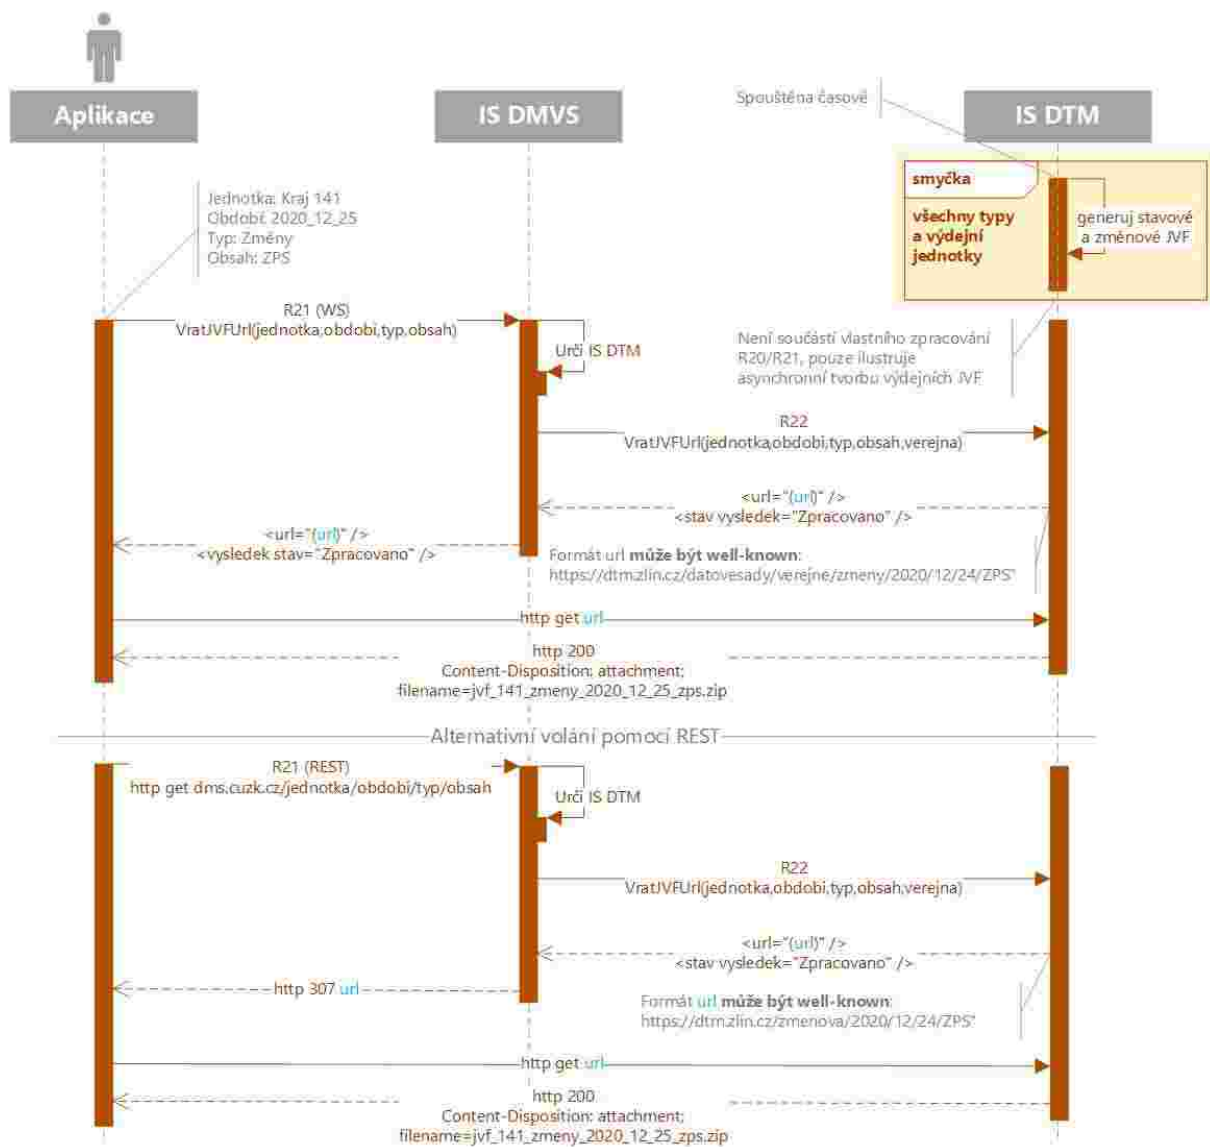 Aplikace
IS DMVS
Spouštěna časově
IS DTM
smyčka
všechny typy
a výdejní
jednotky
generuj stavové
a změnové JVF
Jednotka: Kraj 141
Období: 2020_12_25
Typ: Změny
Obsah: ZPS
R21 (WS)
VratJVFUrl(jednotka,obdobi,typ,obsah)
Urči IS DTM
Není součástí vlastního zpracování
R20/R21, pouze ilustruje
asynchronní tvorbu výdejních JVF
R22
VratJVFUrl(jednotka,obdobi,typ,obsah,verejna)
<url="(url)" />
<stav vysledek="Zpracovano" />
<url="(url)" />
<vysledek stav="Zpracovano" />
Formát url může být well-known:
https://dtm.zlin.cz/datovesady/verejne/zmeny/2020/12/24/ZPS"
http get url
http 200
Content-Disposition: attachment;
filename=jvf_141_zmeny_2020_12_25_zps.zip
Alternativní volání pomocí REST
R21 (REST)
http get dms.cuzk.cz/jednotka/obdobi/typ/obsah
Urči IS DTM
R22
VratJVFUrl(jednotka,obdobi,typ,obsah,verejna)
<url="(url)" />
<stav vysledek="Zpracovano" />
http 307 url
Formát url může být well-known:
https://dtm.zlin.cz/zmenova/2020/12/24/ZPS"
http get url
http 200
Content-Disposition: attachment;
filename=jvf_141_zmeny_2020_12_25_zps.zip